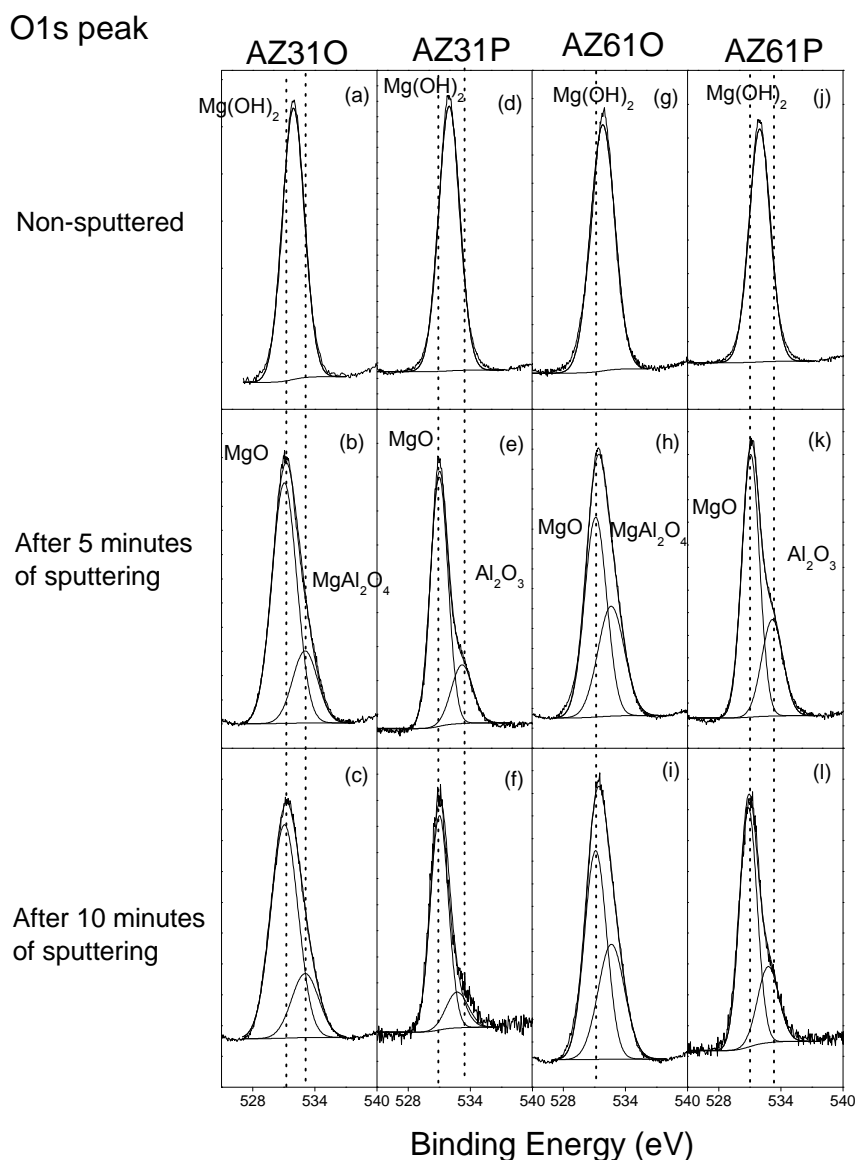 O1s peak
AZ31O AZ31P AZ61O AZ61P
Non-sputtered
Mg(OH)₂ (a)
Mg(OH)₂ (d)
Mg(OH)₂ (g)
Mg(OH)₂ (j)
After 5 minutes
of sputtering
MgO (b)
MgAl₂O₄
MgO (e)
Al₂O₃
(h)
MgO MgAl₂O₄
(k)
MgO
Al₂O₃
After 10 minutes
of sputtering
(c) (f) (i) (l)
528 534 540 528 534 540 528 534 540 528 534 540
Binding Energy (eV)